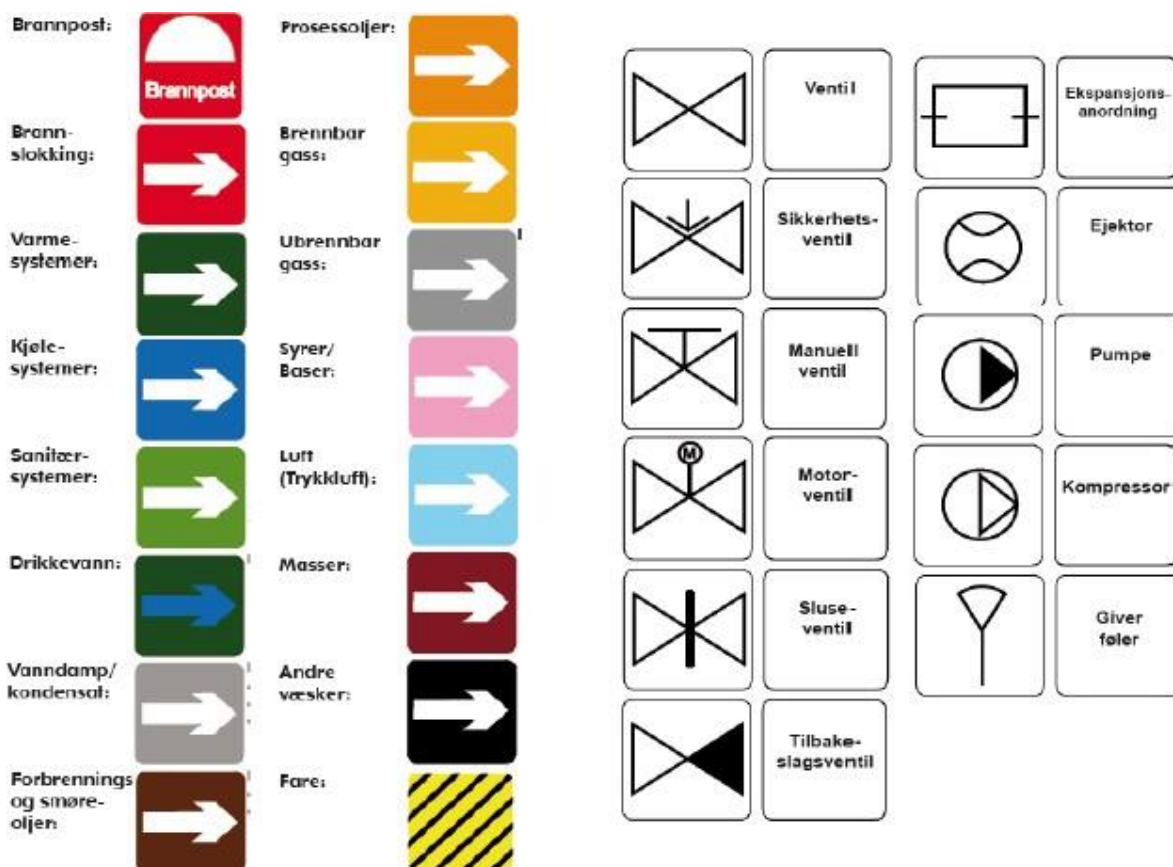 Brannpost:
Brannpost
Brann-
slokking:
Varme-
systemer:
Kjøle-
systemer:
Sanitær-
systemer:
Drikkevann:
Vanndamp/
kondensat:
Forbrennings
og smøre-
oljer:
Prosessoljer:
Brennbar
gass:
Ubrennbar
gass:
Syrer/
Baser:
Luft
(Trykkluft):
Masser:
Andre
væsker:
Fare:
Ventil
Sikkerhets-
ventil
Manuell
ventil
M
Motor-
ventil
Sluse-
ventil
Tilbake-
slagsventil
Ekspansjons-
anordning
Ejektor
Pumpe
Kompressor
Giver
føler